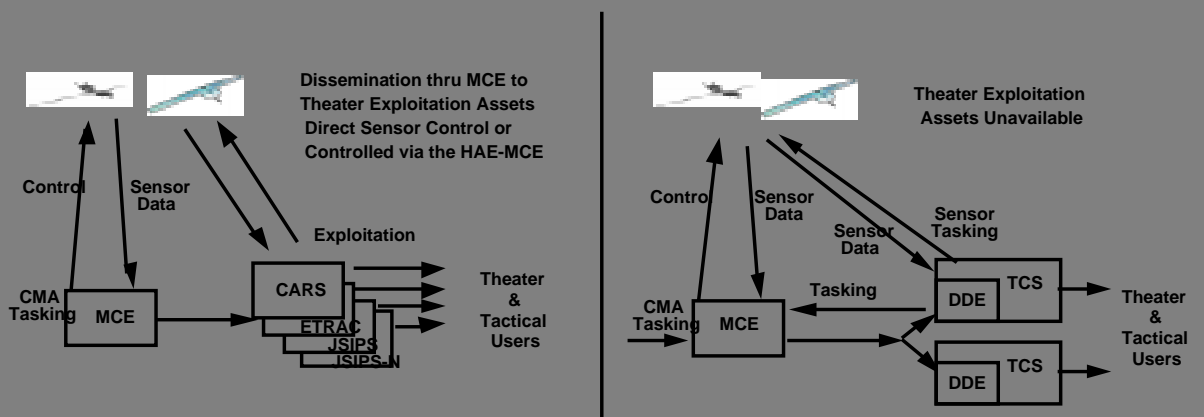 Dissemination thru MCE to
Theater Exploitation Assets
Direct Sensor Control or
Controlled via the HAE-MCE
Control
Sensor
Data
Exploitation
CMA
Tasking
MCE
CARS
ETRAC
JSIPS
JSIPS-N
Theater
&
Tactical
Users
Theater Exploitation
Assets Unavailable
Control
Sensor
Data
Sensor
Data
Sensor
Tasking
CMA
Tasking
MCE
Tasking
TCS
DDE
TCS
DDE
Theater
&
Tactical
Users